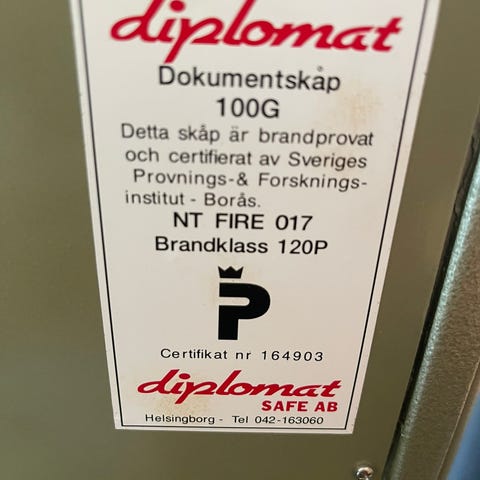 diplomat
Dokumentskåp
100G
Detta skåp är brandprovat
och certifierat av Sveriges
Provnings-& Forsknings-
institut - Borås.
NT FIRE 017
Brandklass 120P
P
Certifikat nr 164903
diplomat
SAFE AB
Helsingborg - Tel 042-163060